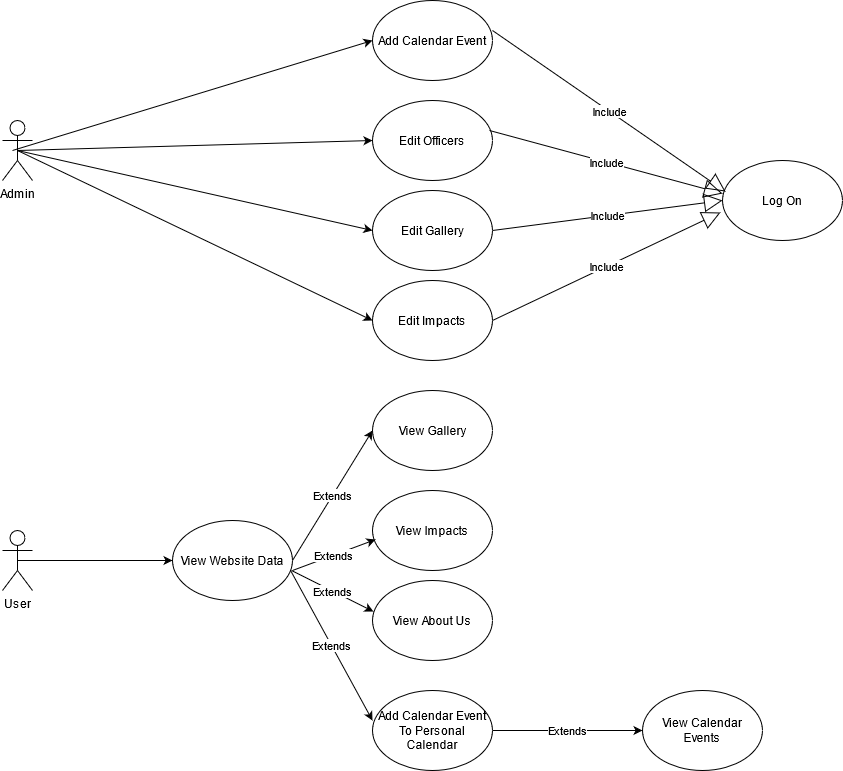 Add Calendar Event
Include
Edit Officers
Admin
Include
Log On
Edit Gallery
Include
Include
Edit Impacts
View Gallery
Extends
View Impacts
View Website Data
Extends
User
Extends
View About Us
Extends
Add Calendar Event
To Personal
Calendar
Extends
View Calendar
Events